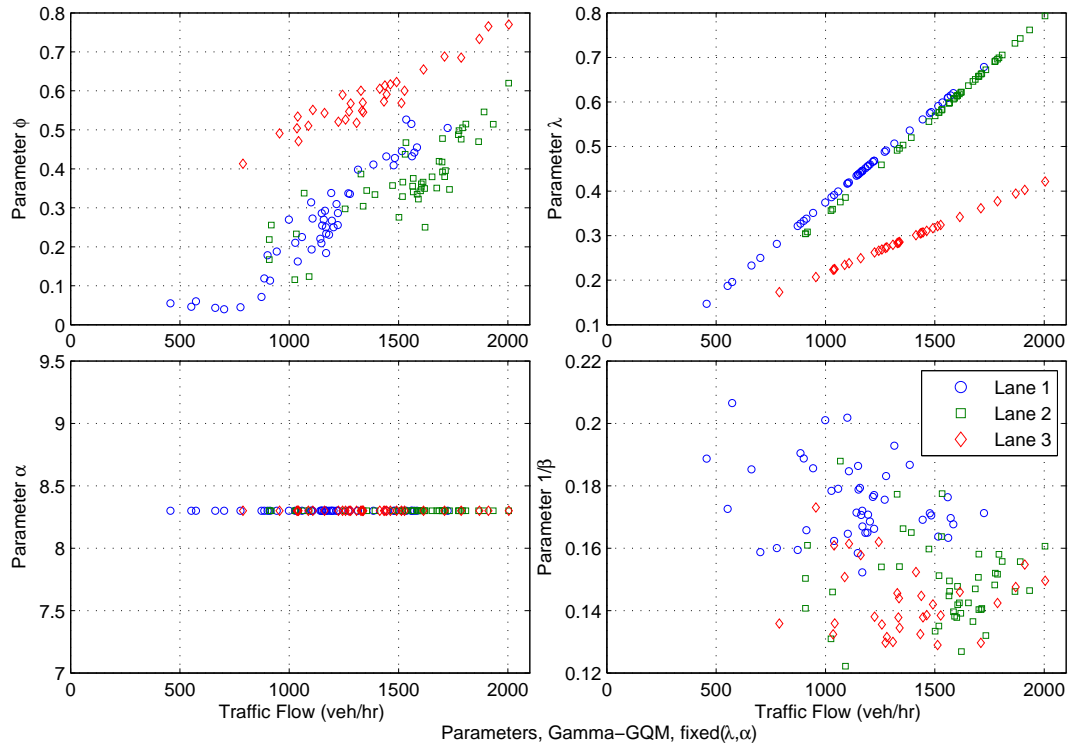 0.8
0.7
0.6
0.5
0.4
0.3
0.2
0.1
0
Parameter ϕ
0 500 1000 1500 2000
0.8
0.7
0.6
0.5
0.4
0.3
0.2
0.1
Parameter λ
0 500 1000 1500 2000
9.5
9
8.5
8
7.5
7
Parameter α
0 500 1000 1500 2000
Traffic Flow (veh/hr)
0.22
0.2
0.18
0.16
0.14
0.12
Parameter 1/β
Lane 1
Lane 2
Lane 3
0 500 1000 1500 2000
Traffic Flow (veh/hr)
Parameters, Gamma−GQM, fixed(λ,α)